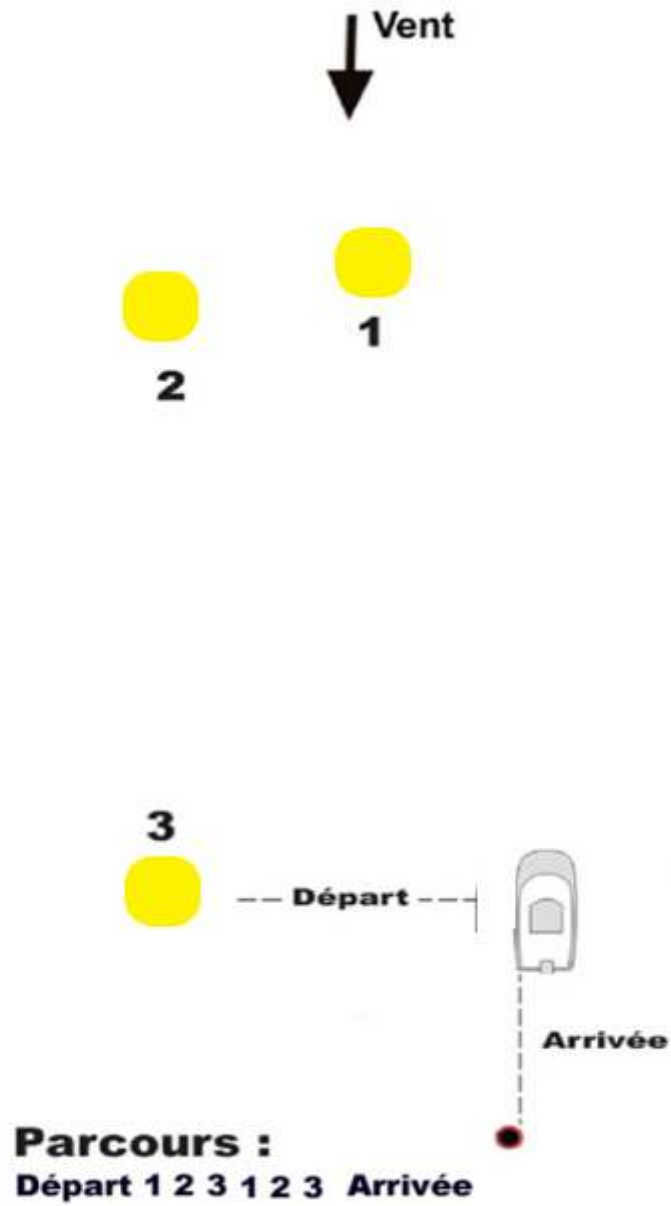 Vent
1
2
3
Départ
Arrivée
Parcours :
Départ 1 2 3 1 2 3 Arrivée